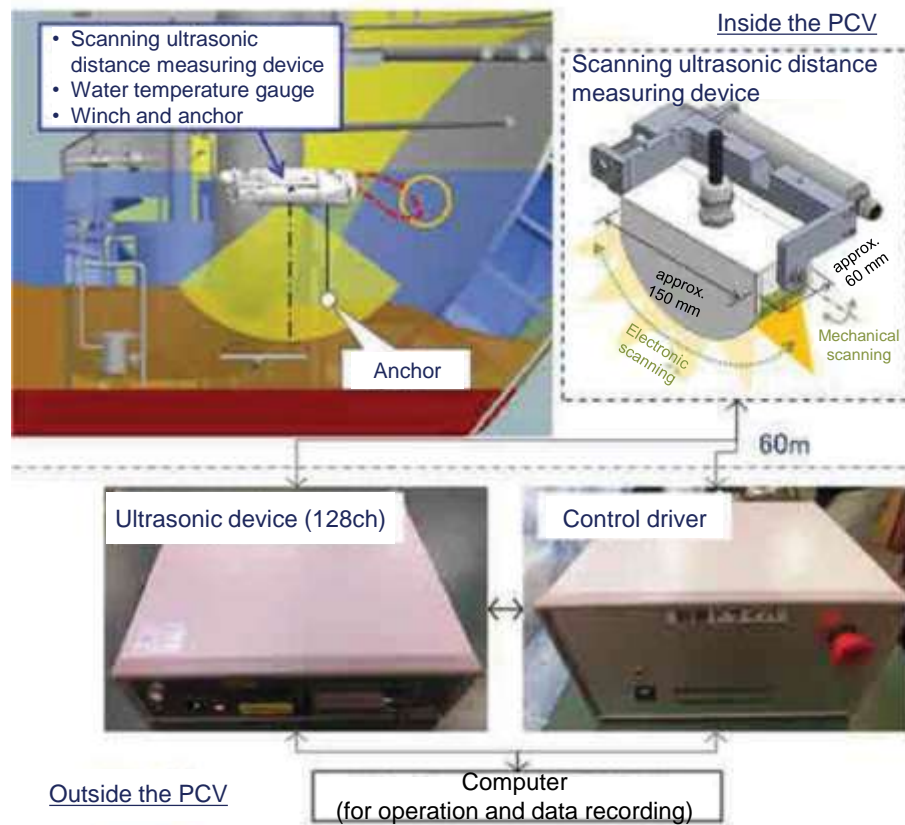 Inside the PCV
• Scanning ultrasonic
distance measuring device
• Water temperature gauge
• Winch and anchor
Anchor
Scanning ultrasonic distance
measuring device
approx.
150 mm
approx.
60 mm
Electronic
scanning
Mechanical
scanning
60m
Ultrasonic device (128ch)
Control driver
Computer
(for operation and data recording)
Outside the PCV